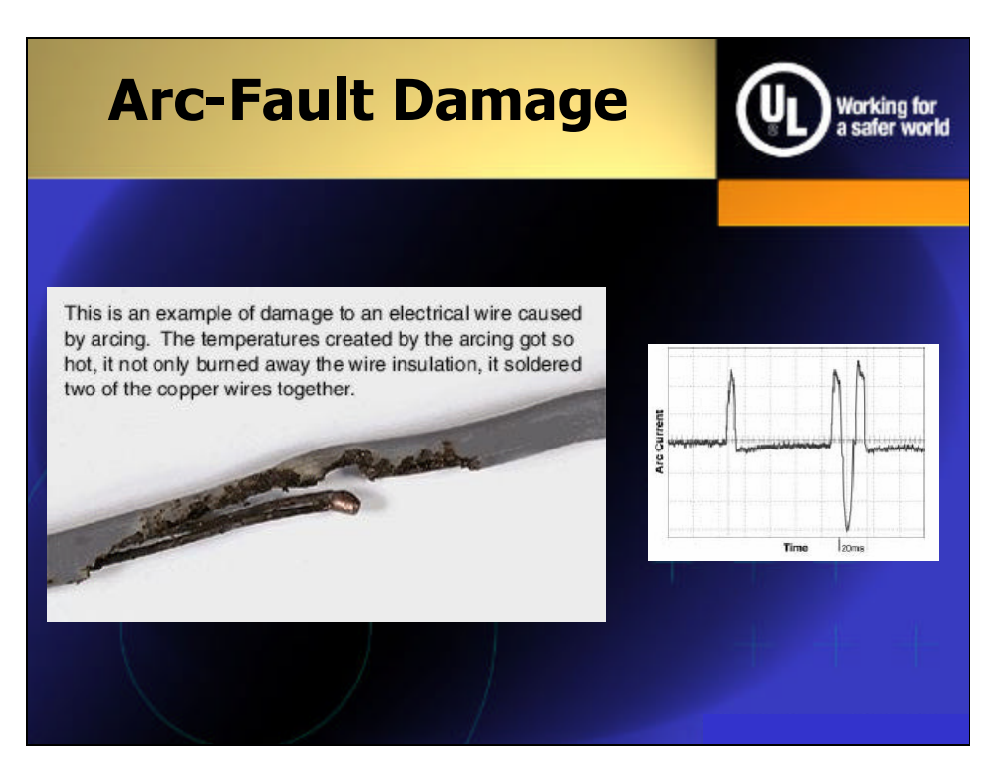 Arc-Fault Damage
UL
®
Working for
a safer world
This is an example of damage to an electrical wire caused
by arcing.  The temperatures created by the arcing got so
hot, it not only burned away the wire insulation, it soldered
two of the copper wires together.
Arc Current
Time
20ms